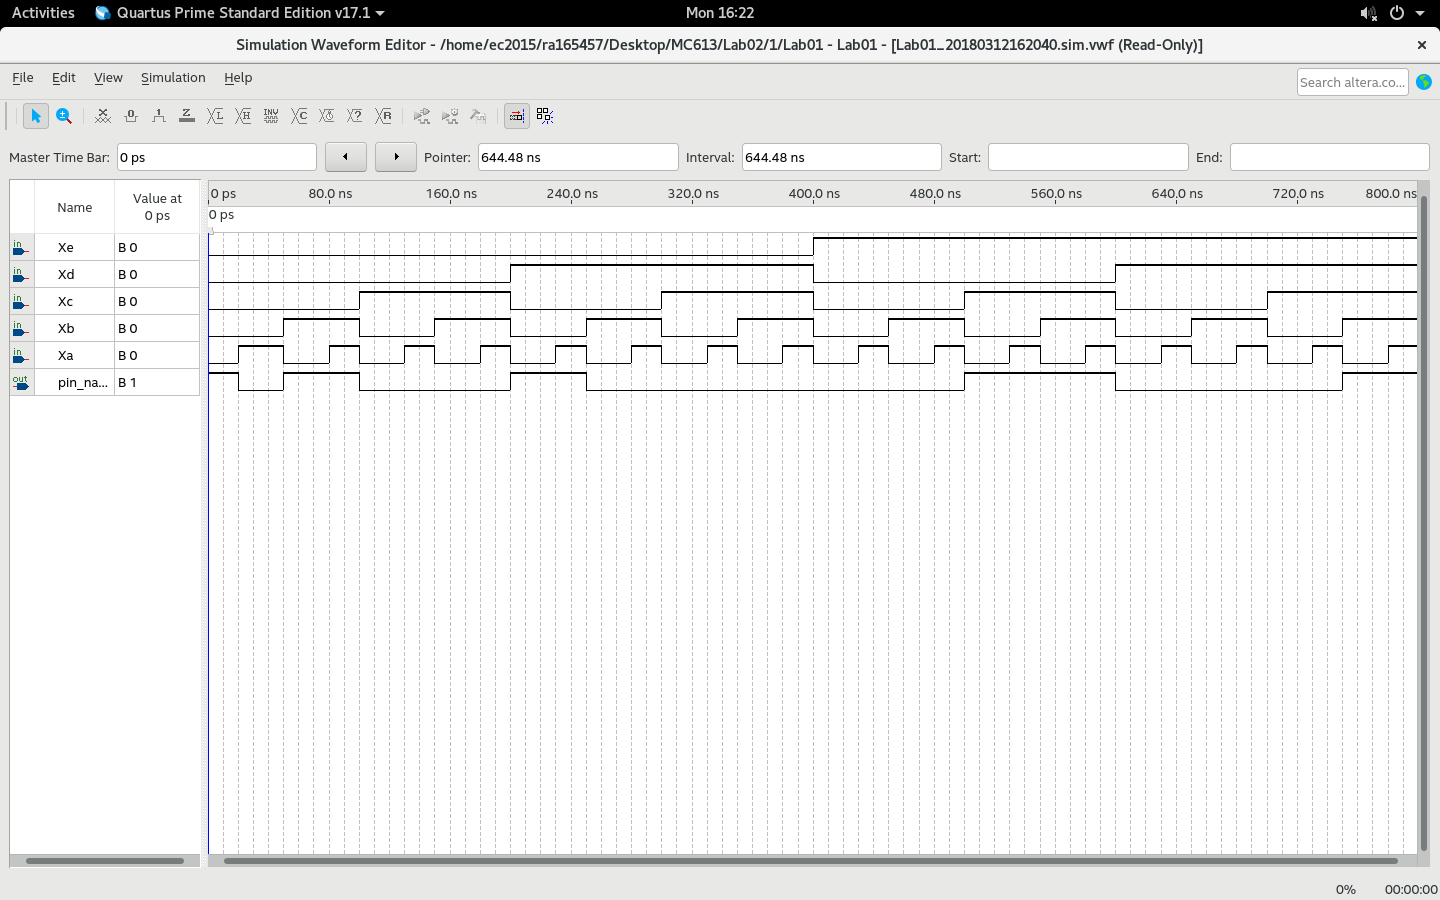 Activities Quartus Prime Standard Edition v17.1 Mon 16:22
Simulation Waveform Editor - /home/ec2015/ra165457/Desktop/MC613/Lab02/1/Lab01 - Lab01 - [Lab01_20180312162040.sim.vwf (Read-Only)]
File Edit View Simulation Help Search altera.co...
Master Time Bar: 0 ps Pointer: 644.48 ns Interval: 644.48 ns Start: End:
Name Value at 0 ps
0 ps 80.0 ns 160.0 ns 240.0 ns 320.0 ns 400.0 ns 480.0 ns 560.0 ns 640.0 ns 720.0 ns 800.0 ns
0 ps
in Xe B 0
in Xd B 0
in Xc B 0
in Xb B 0
in Xa B 0
out pin_na... B 1
0% 00:00:00